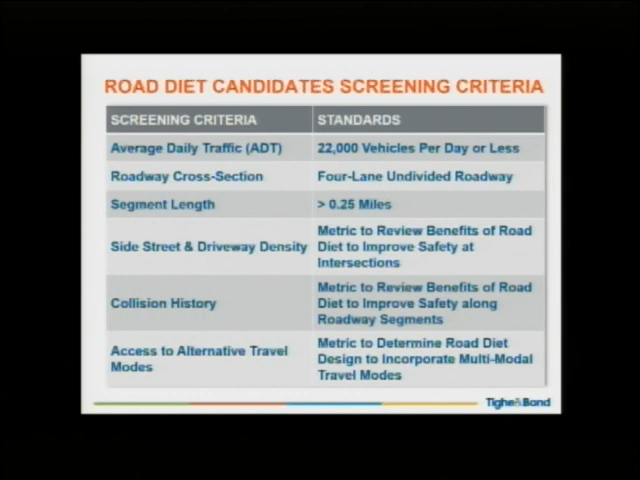 ROAD DIET CANDIDATES SCREENING CRITERIA
SCREENING CRITERIA STANDARDS
Average Daily Traffic (ADT) 22,000 Vehicles Per Day or Less
Roadway Cross-Section Four-Lane Undivided Roadway
Segment Length > 0.25 Miles
Side Street & Driveway Density Metric to Review Benefits of Road
Diet to Improve Safety at
Intersections
Collision History Metric to Review Benefits of Road
Diet to Improve Safety along
Roadway Segments
Access to Alternative Travel
Modes
Metric to Determine Road Diet
Design to Incorporate Multi-Modal
Travel Modes
Tighe&Bond